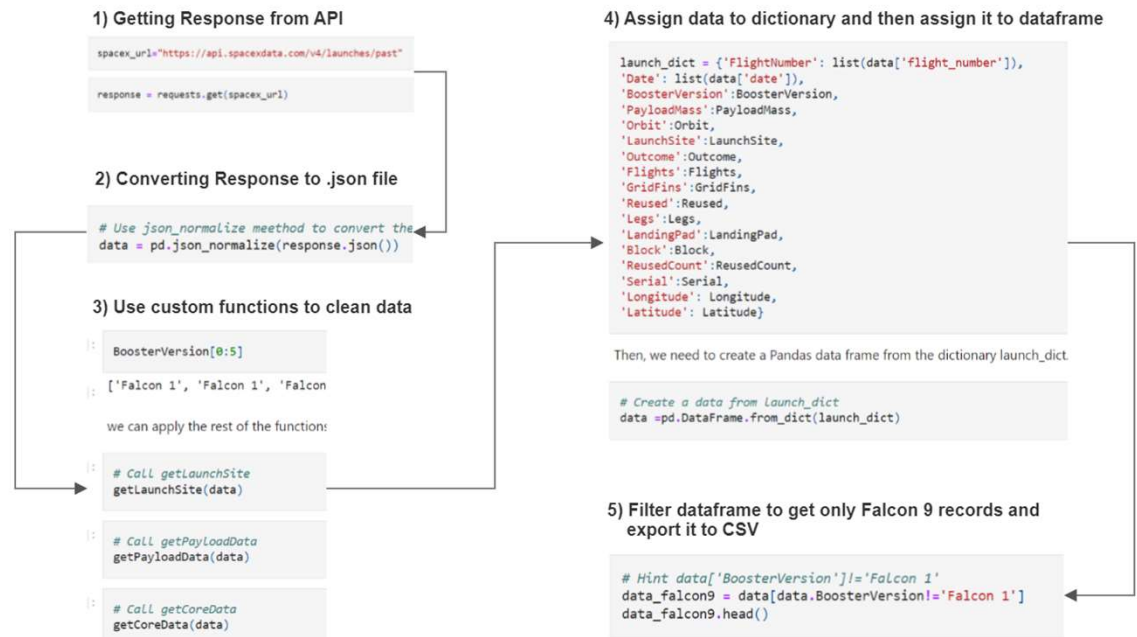 1) Getting Response from API
spacex_url="https://api.spacexdata.com/v4/launches/past"
response = requests.get(spacex_url)
2) Converting Response to .json file
# Use json_normalize meethod to convert the
data = pd.json_normalize(response.json())
3) Use custom functions to clean data
BoosterVersion[0:5]
['Falcon 1', 'Falcon 1', 'Falcon
we can apply the rest of the functions
# Call getLaunchSite
getLaunchSite(data)
# Call getPayloadData
getPayloadData(data)
# Call getCoreData
getCoreData(data)
4) Assign data to dictionary and then assign it to dataframe
launch_dict = {'FlightNumber': list(data['flight_number']),
'Date': list(data['date']),
'BoosterVersion':BoosterVersion,
'PayloadMass':PayloadMass,
'Orbit':Orbit,
'LaunchSite':LaunchSite,
'Outcome':Outcome,
'Flights':Flights,
'GridFins':GridFins,
'Reused':Reused,
'Legs':Legs,
'LandingPad':LandingPad,
'Block':Block,
'ReusedCount':ReusedCount,
'Serial':Serial,
'Longitude': Longitude,
'Latitude': Latitude}
Then, we need to create a Pandas data frame from the dictionary launch_dict.
# Create a data from launch_dict
data =pd.DataFrame.from_dict(launch_dict)
5) Filter dataframe to get only Falcon 9 records and
export it to CSV
# Hint data['BoosterVersion']!='Falcon 1'
data_falcon9 = data[data.BoosterVersion!='Falcon 1']
data_falcon9.head()